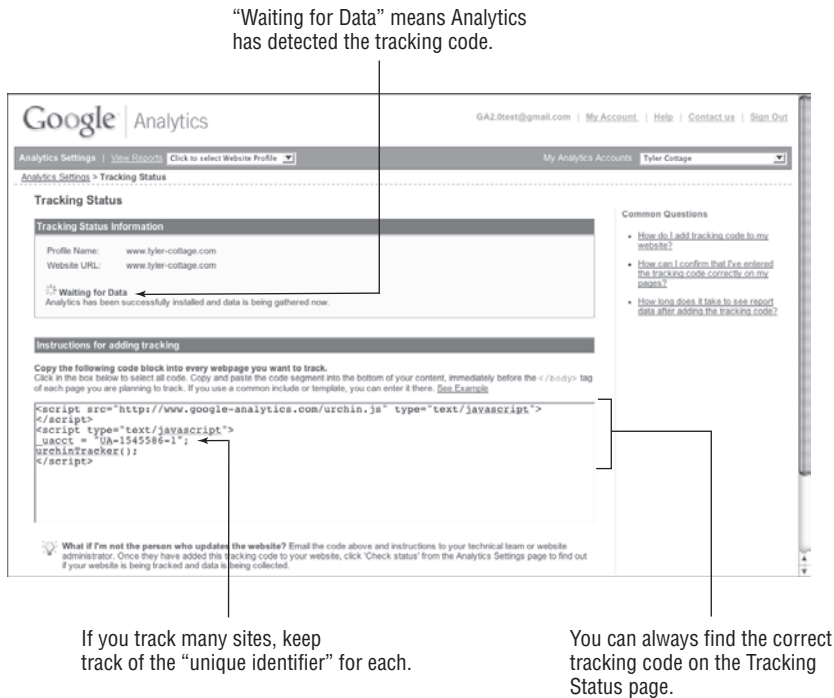 “Waiting for Data” means Analytics
has detected the tracking code.
Google Analytics
GA2.0test@gmail.com | My Account | Help | Contact us | Sign Out
Analytics Settings | View Reports Click to select Website Profile My Analytics Accounts Tyler Cottage
Analytics Settings > Tracking Status
Tracking Status
Tracking Status Information
Profile Name: www.tyler-cottage.com
Website URL: www.tyler-cottage.com
Waiting for Data
Analytics has been successfully installed and data is being gathered now.
Common Questions
How do I add tracking code to my
website?
How can I confirm that I've entered
the tracking code correctly on my
pages?
How long does it take to see report
data after adding the tracking code?
Instructions for adding tracking
Copy the following code block into every webpage you want to track.
Click in the box below to select all code. Copy and paste the code segment into the bottom of your content, immediately before the </body> tag
of each page you are planning to track. If you use a common include or template, you can enter it there. See Example
<script src="http://www.google-analytics.com/urchin.js" type="text/javascript">
</script>
<script type="text/javascript">
_uacct = "UA-1545586-1";
urchinTracker();
</script>
What if I'm not the person who updates the website? Email the code above and instructions to your technical team or website
administrator. Once they have added this tracking code to your website, click 'Check status' from the Analytics Settings page to find out
if your website is being tracked and data is being collected.
If you track many sites, keep
track of the “unique identifier” for each.
You can always find the correct
tracking code on the Tracking
Status page.